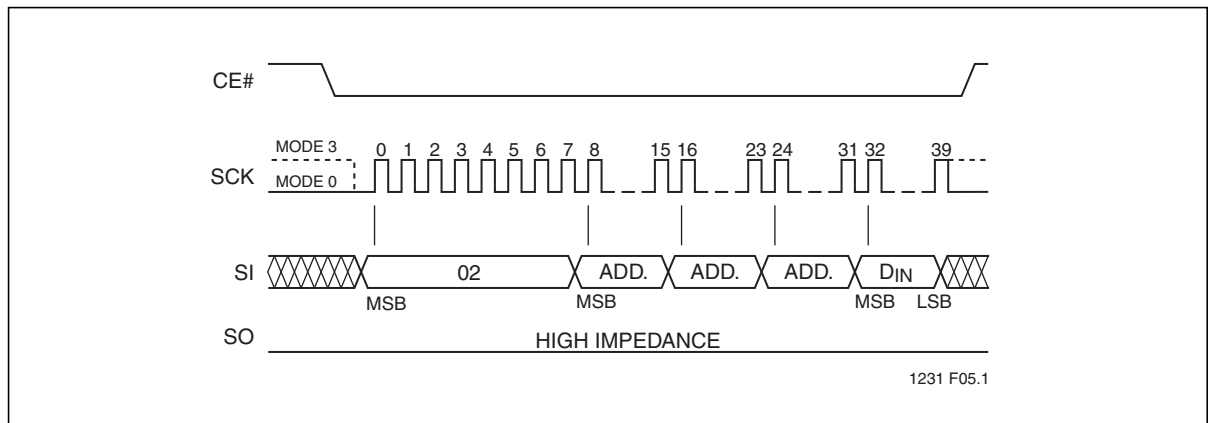 CE#
MODE 3
0 1 2 3 4 5 6 7 8 15 16 23 24 31 32 39
SCK
MODE 0
SI
02
ADD.
ADD.
ADD.
DIN
MSB
MSB
MSB
LSB
SO
HIGH IMPEDANCE
1231 F05.1